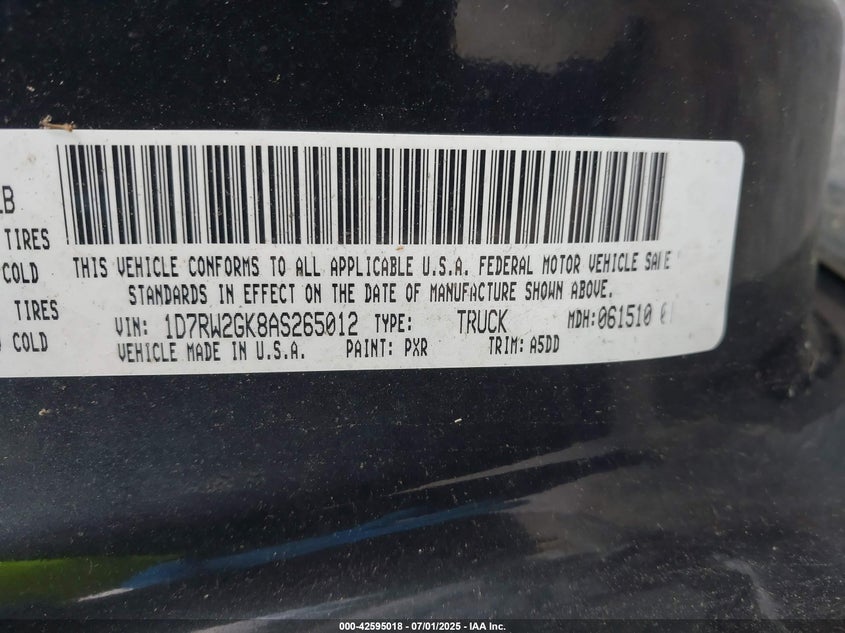 LB
TIRES
COLD
TIRES
COLD
THIS VEHICLE CONFORMS TO ALL APPLICABLE U.S.A. FEDERAL MOTOR VEHICLE
STANDARDS IN EFFECT ON THE DATE OF MANUFACTURE SHOWN ABOVE.
VIN: 1D7RW2GK8AS265012 TYPE: TRUCK MDH:061510
VEHICLE MADE IN U.S.A. PAINT: PXR TRIM: A5DD
000-42595018 - 07/01/2025 - IAA Inc.